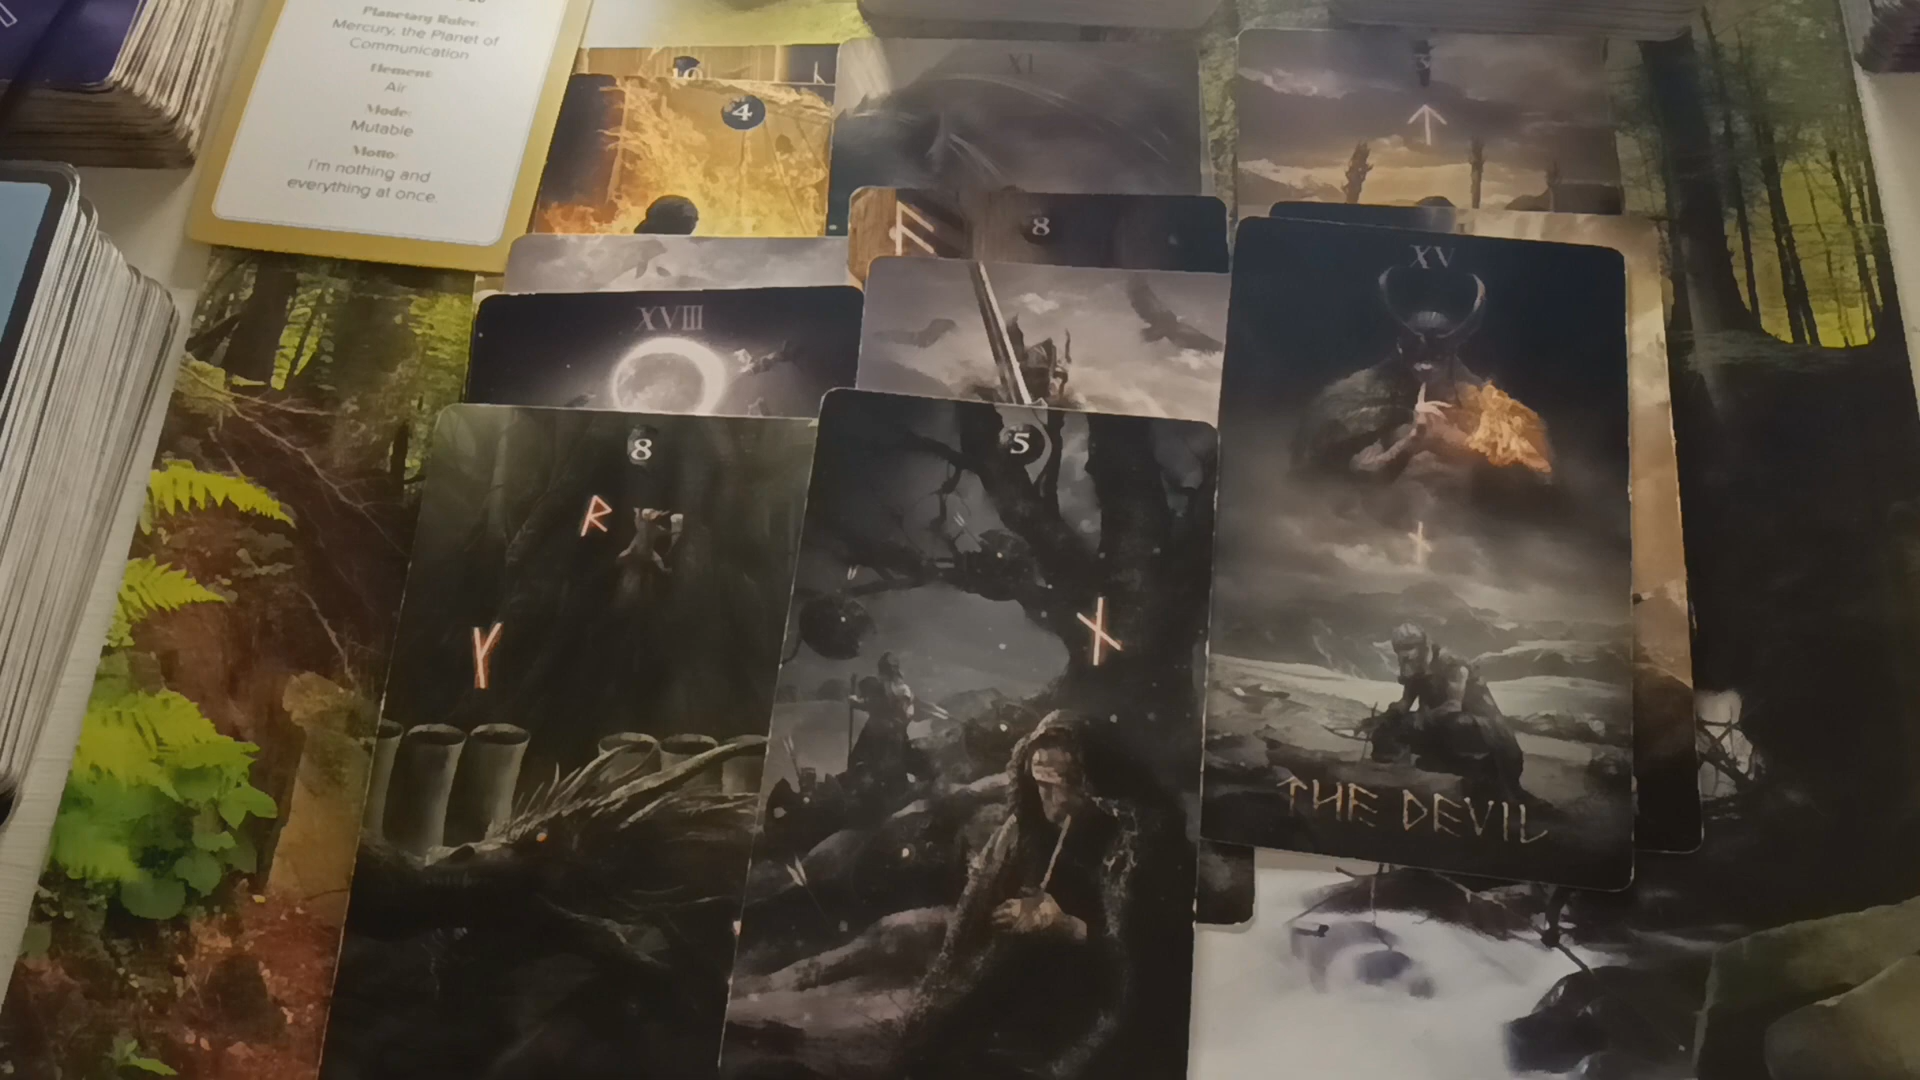 Planetary Ruler:
Mercury, the Planet of
Communication
Element:
Air
Mode:
Mutable
Motto:
I'm nothing and
everything at once.
10
4
XI
ᛏ
ᚨ
8
XVIII
XV
8
ᚱ
ᚴ
5
ᚾ
ᚾ
THE DEVIL